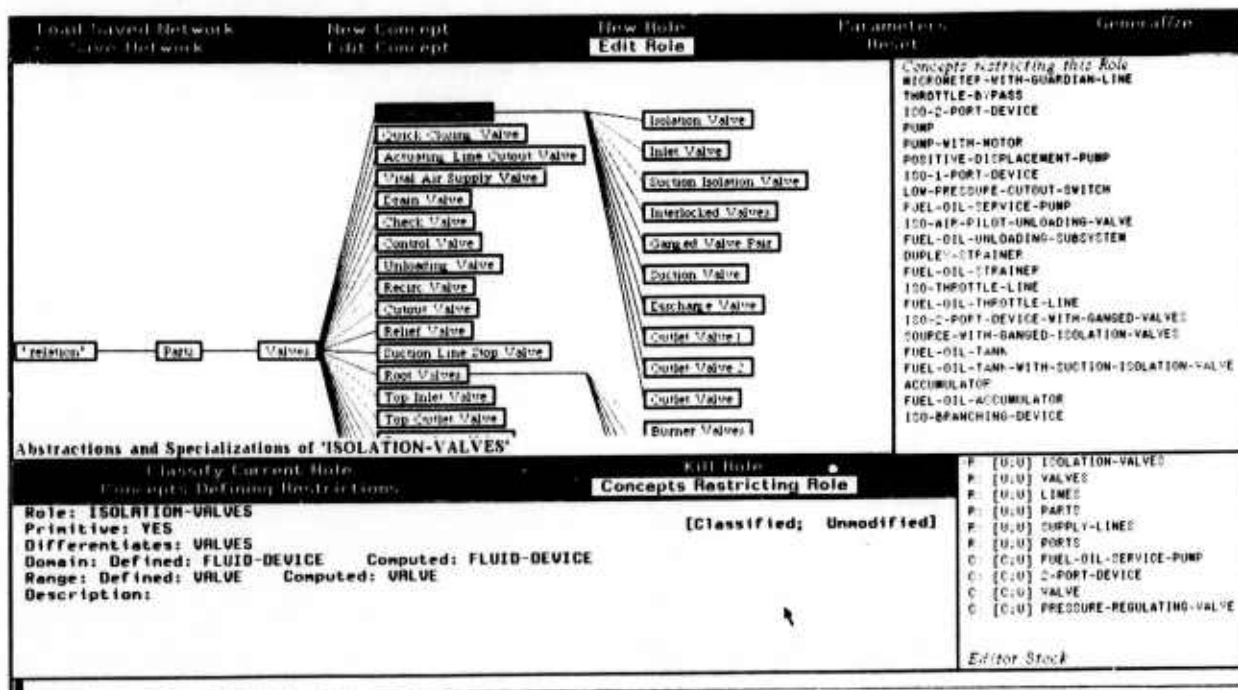 Load Saved Network New Concept New Role Parameters Generalize
Save Network Edit Concept Edit Role Reset
Concepts restricting this Role
MICROMETER-WITH-GUARDIAN-LINE
THROTTLE-BYPASS
ISO-2-PORT-DEVICE
PUMP
PUMP-WITH-MOTOR
POSITIVE-DISPLACEMENT-PUMP
ISO-1-PORT-DEVICE
LOW-PRESSURE-CUTOUT-SWITCH
FUEL-OIL-SERVICE-PUMP
ISO-AIR-PILOT-UNLOADING-VALVE
FUEL-OIL-UNLOADING-SUBSYSTEM
DUPLEX-STRAINER
FUEL-OIL-STRAINER
ISO-THROTTLE-LINE
FUEL-OIL-THROTTLE-LINE
ISO-2-PORT-DEVICE-WITH-GANGED-VALVES
SOURCE-WITH-GANGED-ISOLATION-VALVES
FUEL-OIL-TANK
FUEL-OIL-TANK-WITH-SUCTION-ISOLATION-VALVE
ACCUMULATOR
FUEL-OIL-ACCUMULATOR
ISO-BRANCHING-DEVICE
"relation"
Parts
Valves
Quick Closing Valve
Actuating Line Cutout Valve
Vital Air Supply Valve
Drain Valve
Check Valve
Control Valve
Unloading Valve
Recirc Valve
Cutout Valve
Relief Valve
Suction Line Stop Valve
Root Valves
Top Inlet Valve
Top Outlet Valve
Isolation Valve
Inlet Valve
Suction Isolation Valve
Interlocked Valves
Ganged Valve Pair
Suction Valve
Discharge Valve
Outlet Valve 1
Outlet Valve 2
Outlet Valve
Burner Valves
Abstractions and Specializations of 'ISOLATION-VALVES'
Classify Current Role Kill Role
Concepts Defining Restrictions Concepts Restricting Role
Role: ISOLATION-VALVES
Primitive: YES [Classified; Unmodified]
Differentiates: VALVES
Domain: Defined: FLUID-DEVICE Computed: FLUID-DEVICE
Range: Defined: VALVE Computed: VALVE
Description:
R: [U;U] ISOLATION-VALVES
R: [U;U] VALVES
R: [U;U] LINES
R: [U;U] PARTS
R: [U;U] SUPPLY-LINES
R: [U;U] PORTS
C: [C;U] FUEL-OIL-SERVICE-PUMP
C: [C;U] 2-PORT-DEVICE
C: [C;U] VALVE
C: [C;U] PRESSURE-REGULATING-VALVE
Editor Stack